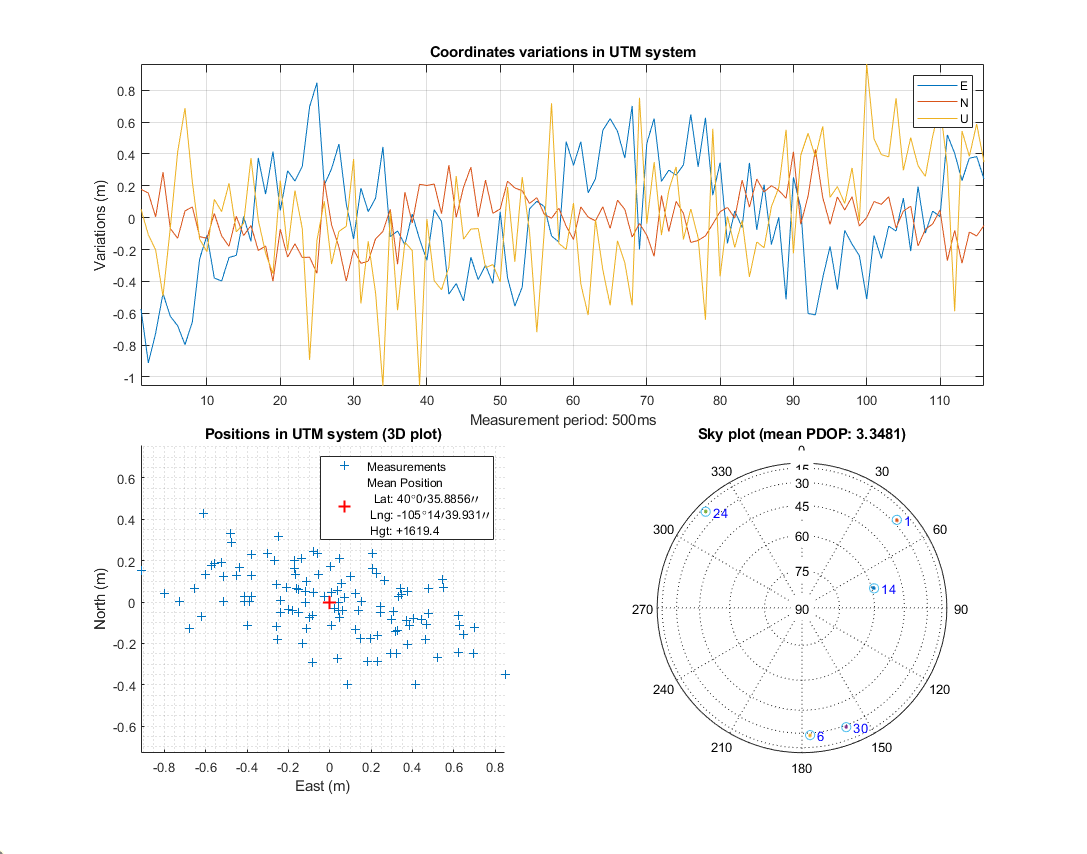 Coordinates variations in UTM system
Variations (m)
0.8
0.6
0.4
0.2
0
-0.2
-0.4
-0.6
-0.8
-1
E
N
U
10 20 30 40 50 60 70 80 90 100 110
Measurement period: 500ms
Positions in UTM system (3D plot)
North (m)
0.6
0.4
0.2
0
-0.2
-0.4
-0.6
Measurements
Mean Position
Lat: 40°0′35.8856′′
Lng: -105°14′39.931′′
Hgt: +1619.4
-0.8 -0.6 -0.4 -0.2 0 0.2 0.4 0.6 0.8
East (m)
Sky plot (mean PDOP: 3.3481)
0
330 15 30
30
300 45 60
60
75
270 90 90
240 120
210 150
180
24
1
14
6
30